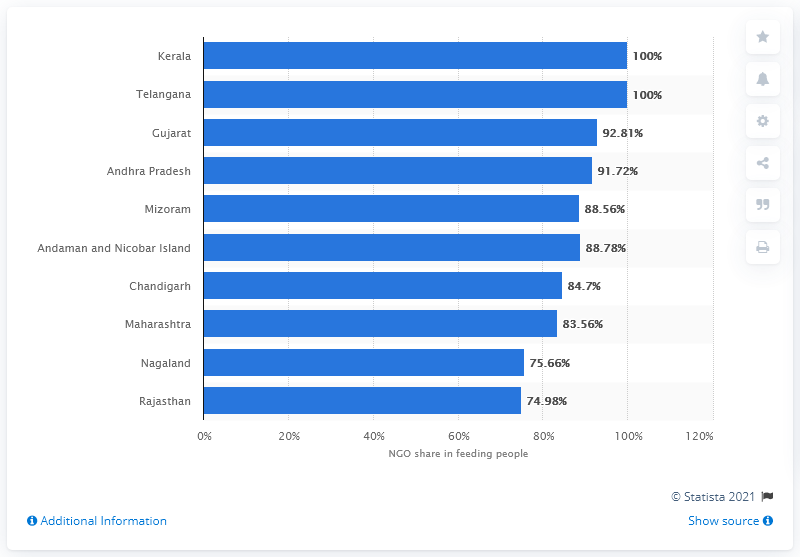 Kerala 100%
Telangana 100%
Gujarat 92.81%
Andhra Pradesh 91.72%
Mizoram 88.56%
Andaman and Nicobar Island 88.78%
Chandigarh 84.7%
Maharashtra 83.56%
Nagaland 75.66%
Rajasthan 74.98%
0% 20% 40% 60% 80% 100% 120%
NGO share in feeding people
© Statista 2021
Additional Information Show source